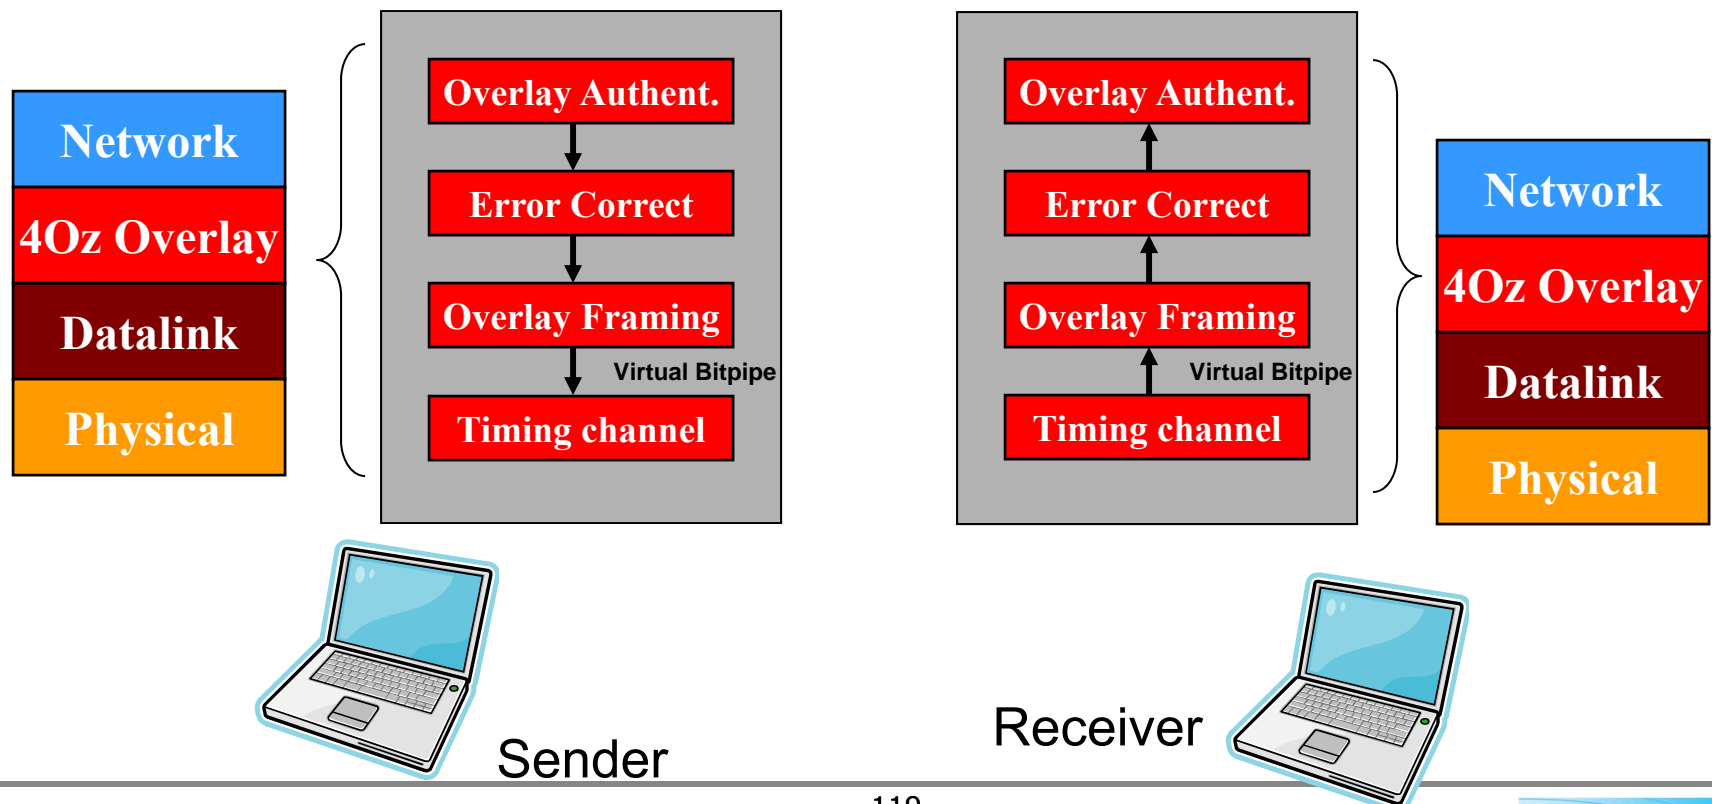 Network
4Oz Overlay
Datalink
Physical
Overlay Authent.
Error Correct
Overlay Framing
Virtual Bitpipe
Timing channel
Sender
Overlay Authent.
Error Correct
Overlay Framing
Virtual Bitpipe
Timing channel
Network
4Oz Overlay
Datalink
Physical
Receiver